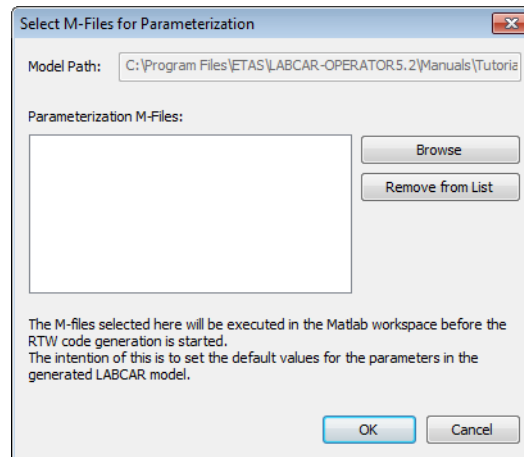 Select M-Files for Parameterization
Model Path: C:\Program Files\ETAS\LABCAR-OPERATOR5.2\Manuals\Tutoria
Parameterization M-Files:
Browse
Remove from List
The M-files selected here will be executed in the Matlab workspace before the
RTW code generation is started.
The intention of this is to set the default values for the parameters in the
generated LABCAR model.
OK Cancel